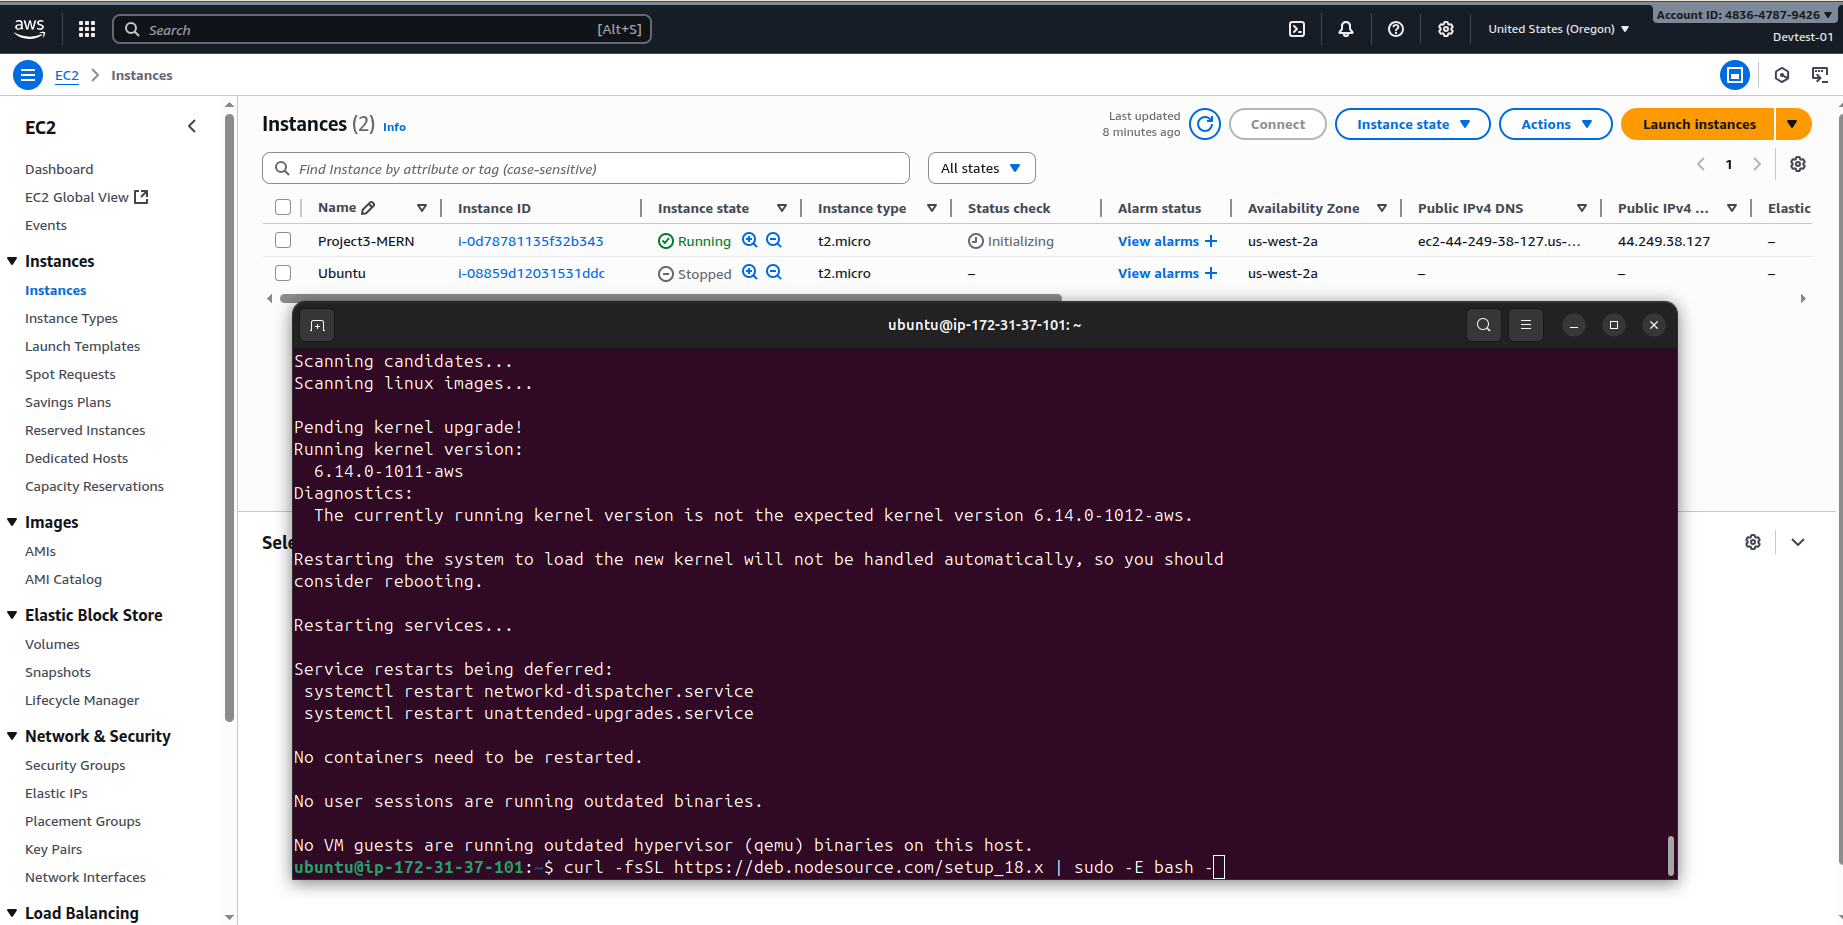 aws
Search
[Alt+S]
United States (Oregon)
Account ID: 4836-4787-9426
Devtest-01
EC2
Instances
EC2
Dashboard
EC2 Global View
Events
Instances
Instances
Instance Types
Launch Templates
Spot Requests
Savings Plans
Reserved Instances
Dedicated Hosts
Capacity Reservations
Images
AMIs
AMI Catalog
Elastic Block Store
Volumes
Snapshots
Lifecycle Manager
Network & Security
Security Groups
Elastic IPs
Placement Groups
Key Pairs
Network Interfaces
Load Balancing
Instances (2) Info
Last updated
8 minutes ago
Connect
Instance state
Actions
Launch instances
Find Instance by attribute or tag (case-sensitive)
All states
1
Name Instance ID Instance state Instance type Status check Alarm status Availability Zone Public IPv4 DNS Public IPv4 ... Elastic
Project3-MERN i-0d78781135f32b343 Running t2.micro Initializing View alarms + us-west-2a ec2-44-249-38-127.us-... 44.249.38.127 –
Ubuntu i-08859d12031531ddc Stopped t2.micro – View alarms + us-west-2a – – –
Sele
ubuntu@ip-172-31-37-101: ~
Scanning candidates...
Scanning linux images...
Pending kernel upgrade!
Running kernel version:
6.14.0-1011-aws
Diagnostics:
The currently running kernel version is not the expected kernel version 6.14.0-1012-aws.
Restarting the system to load the new kernel will not be handled automatically, so you should
consider rebooting.
Restarting services...
Service restarts being deferred:
systemctl restart networkd-dispatcher.service
systemctl restart unattended-upgrades.service
No containers need to be restarted.
No user sessions are running outdated binaries.
No VM guests are running outdated hypervisor (qemu) binaries on this host.
ubuntu@ip-172-31-37-101:~$ curl -fsSL https://deb.nodesource.com/setup_18.x | sudo -E bash -